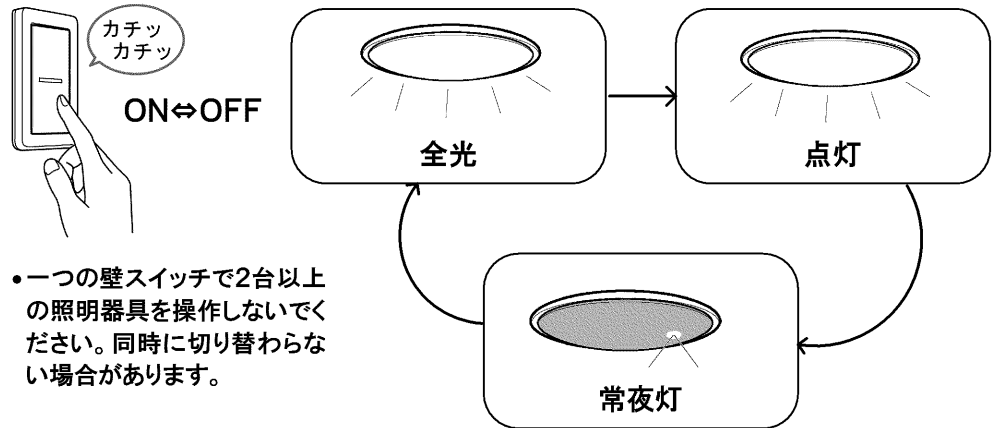 カチッ
カチッ
ON⇔OFF
全光
点灯
常夜灯
•一つの壁スイッチで2台以上
の照明器具を操作しないでく
ださい。同時に切り替わらな
い場合があります。